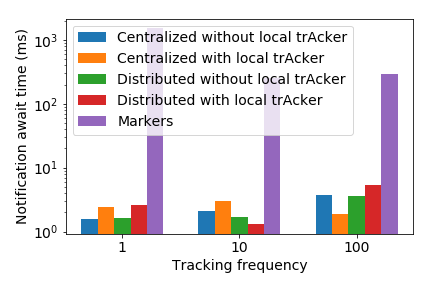 Notification await time (ms)
10³
10²
10¹
10⁰
Centralized without local trAcker
Centralized with local trAcker
Distributed without local trAcker
Distributed with local trAcker
Markers
1 10 100
Tracking frequency